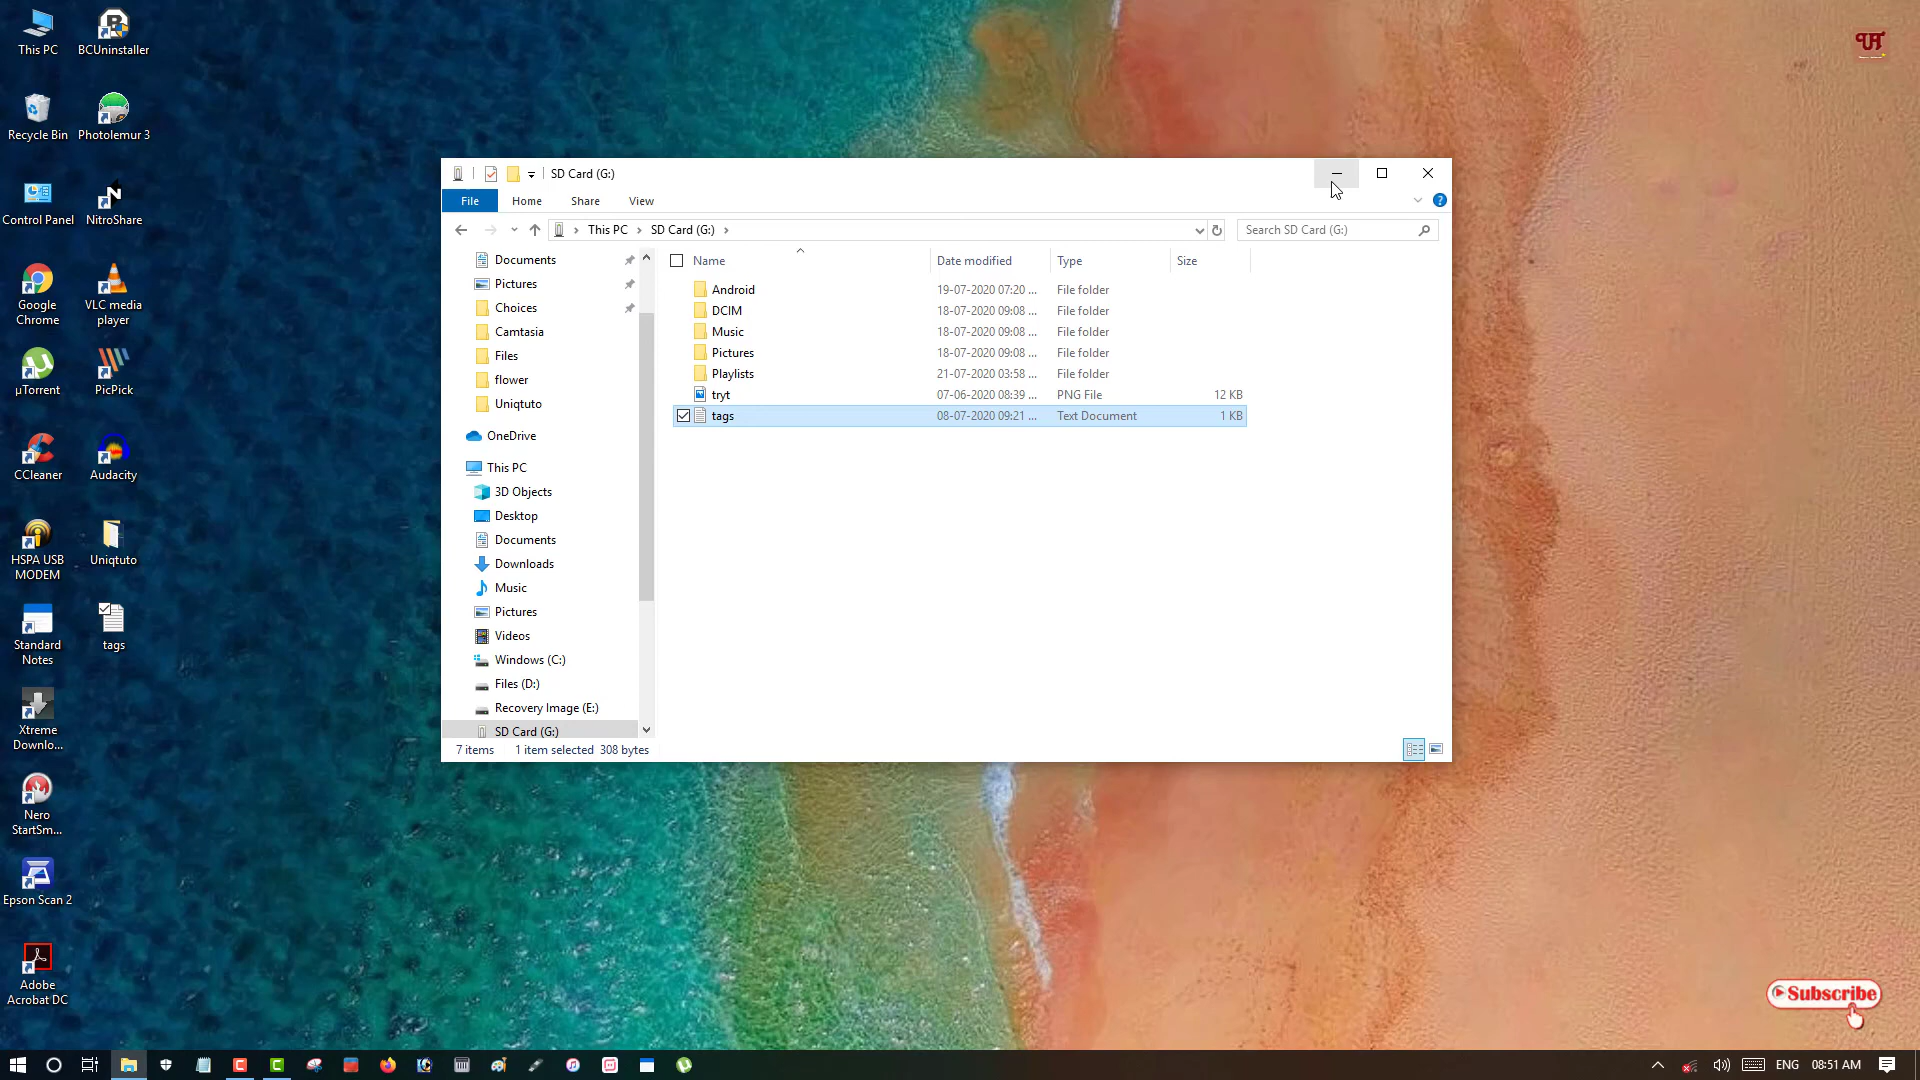 This PC
BCUninstaller
Recycle Bin
Photolemur 3
Control Panel
NitroShare
Google
Chrome
VLC media
player
µTorrent
PicPick
CCleaner
Audacity
HSPA USB
MODEM
Uniqtuto
Standard
Notes
tags
Xtreme
Downlo...
Nero
StartSm...
Epson Scan 2
Adobe
Acrobat DC
SD Card (G:)
File Home Share View
This PC SD Card (G:)
Search SD Card (G:)
Documents
Pictures
Choices
Camtasia
Files
flower
Uniqtuto
OneDrive
This PC
3D Objects
Desktop
Documents
Downloads
Music
Pictures
Videos
Windows (C:)
Files (D:)
Recovery Image (E:)
SD Card (G:)
Name Date modified Type Size
Android 19-07-2020 07:20 ... File folder
DCIM 18-07-2020 09:08 ... File folder
Music 18-07-2020 09:08 ... File folder
Pictures 18-07-2020 09:08 ... File folder
Playlists 21-07-2020 03:58 ... File folder
tryt 07-06-2020 08:39 ... PNG File 12 KB
tags 08-07-2020 09:21 ... Text Document 1 KB
7 items 1 item selected 308 bytes
Subscribe
ENG 08:51 AM